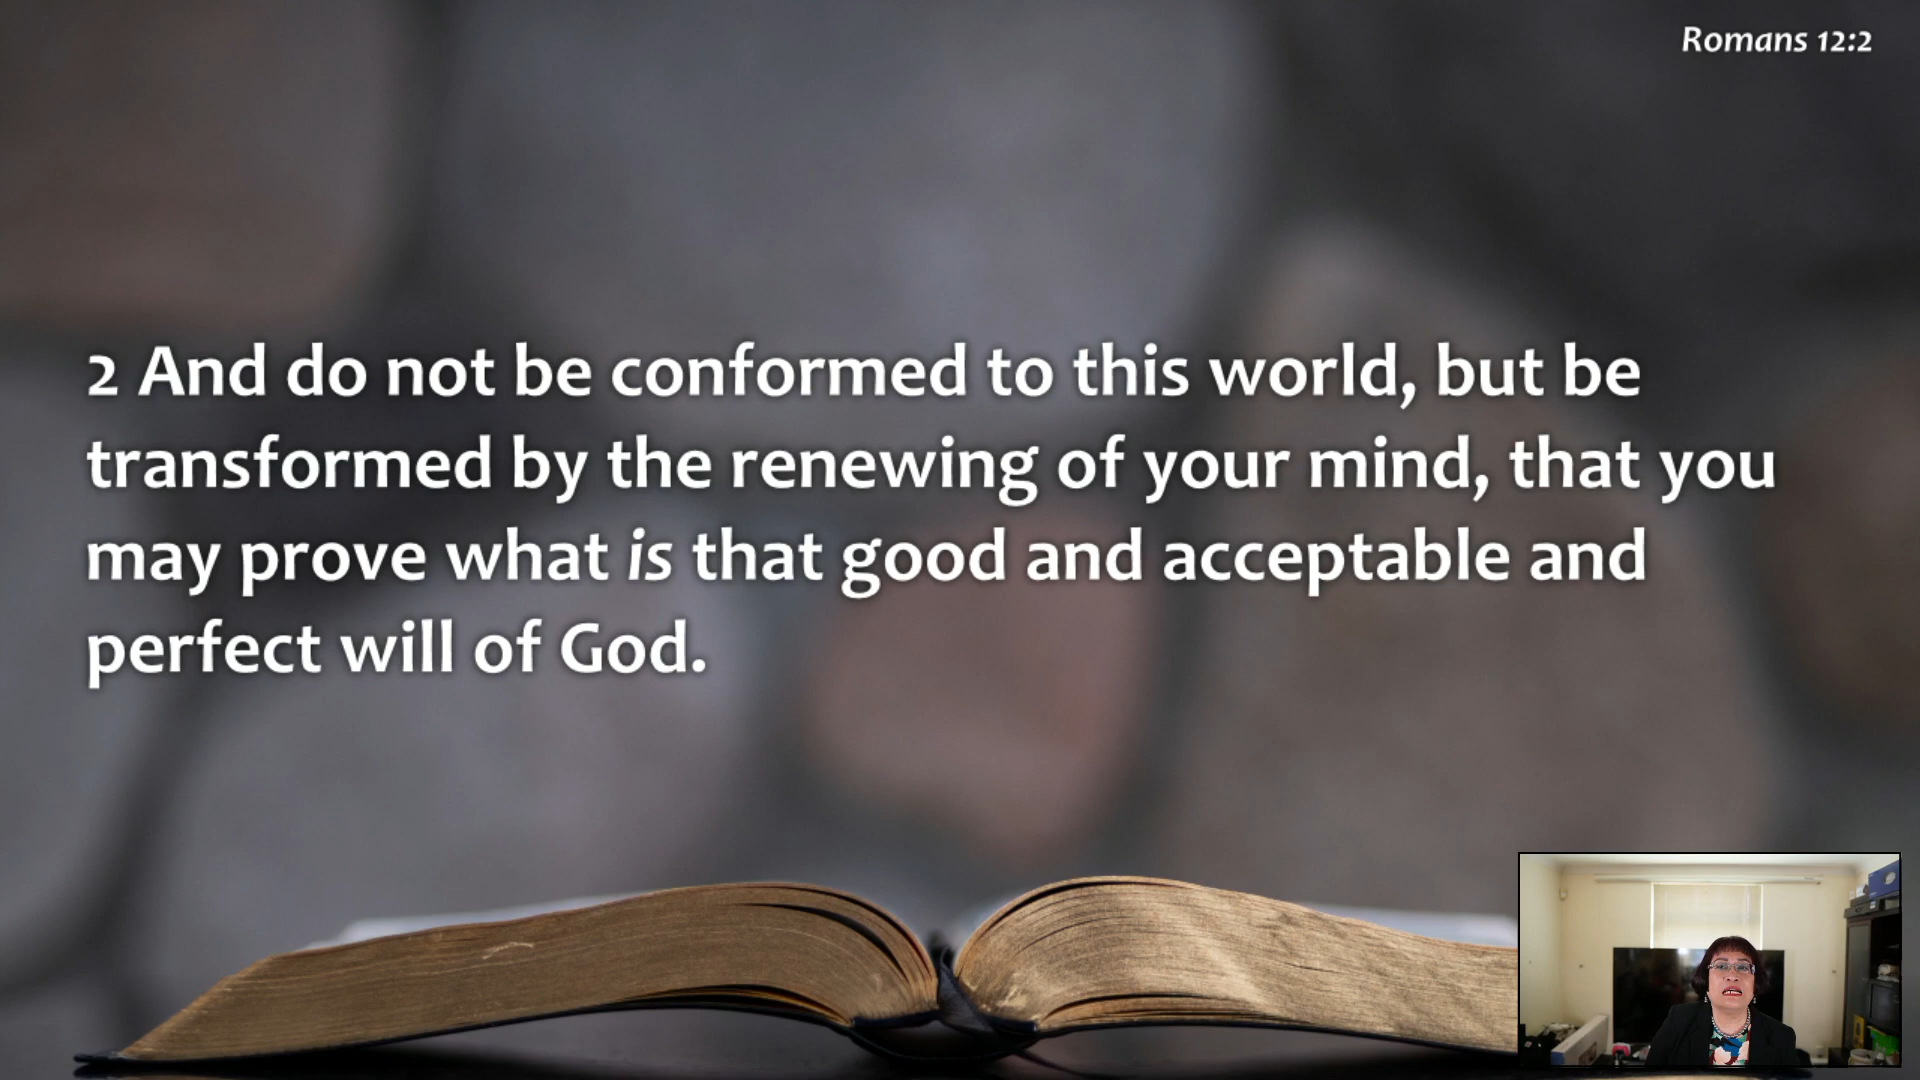 Romans 12:2
2 And do not be conformed to this world, but be
transformed by the renewing of your mind, that you
may prove what is that good and acceptable and
perfect will of God.